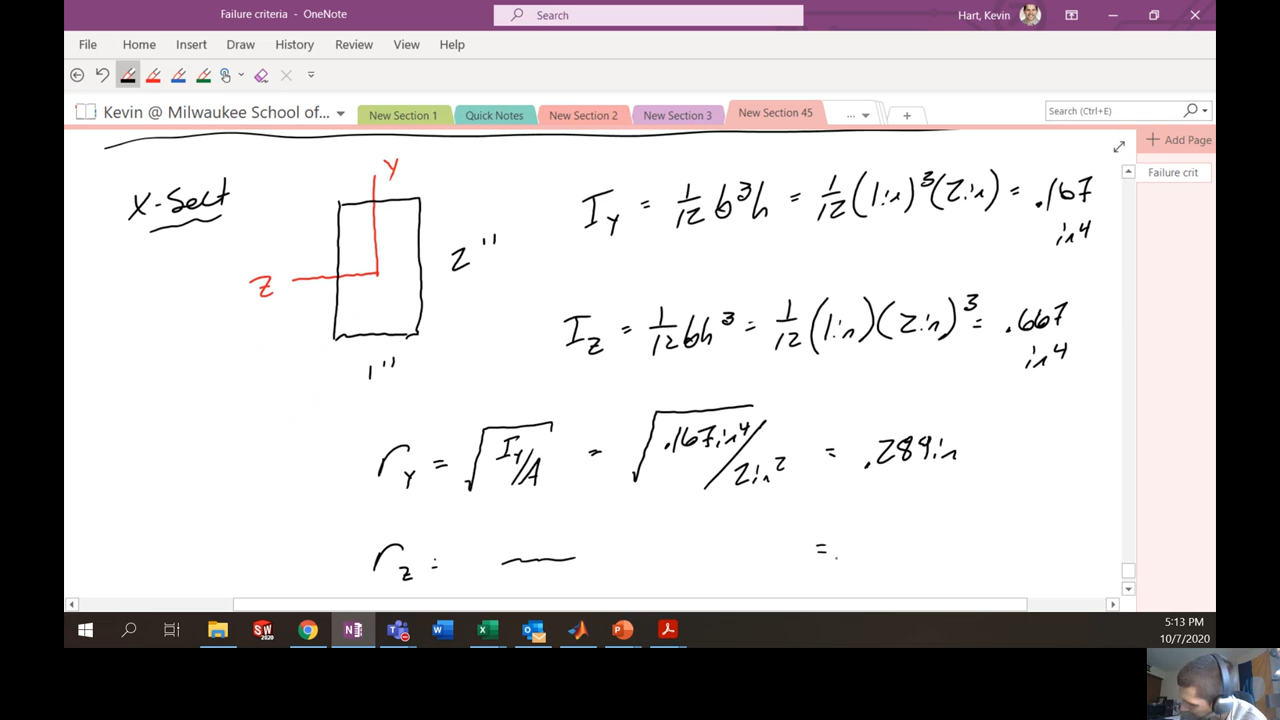 Failure criteria - OneNote
Search
Hart, Kevin
File Home Insert Draw History Review View Help
Kevin @ Milwaukee School of...
New Section 1
Quick Notes
New Section 2
New Section 3
New Section 45
...
Search (Ctrl+E)
Add Page
Failure crit
X-Sect
Y
Z
2"
1"
I_Y = 1/12 b³h = 1/12 (1in)³(2in) = .167 in⁴
I_Z = 1/12 bh³ = 1/12 (1in)(2in)³ = .667 in⁴
r_Y = √(I_Y/A) = √(.167in⁴/2in²) = .289in
r_Z = — = .
5:13 PM
10/7/2020